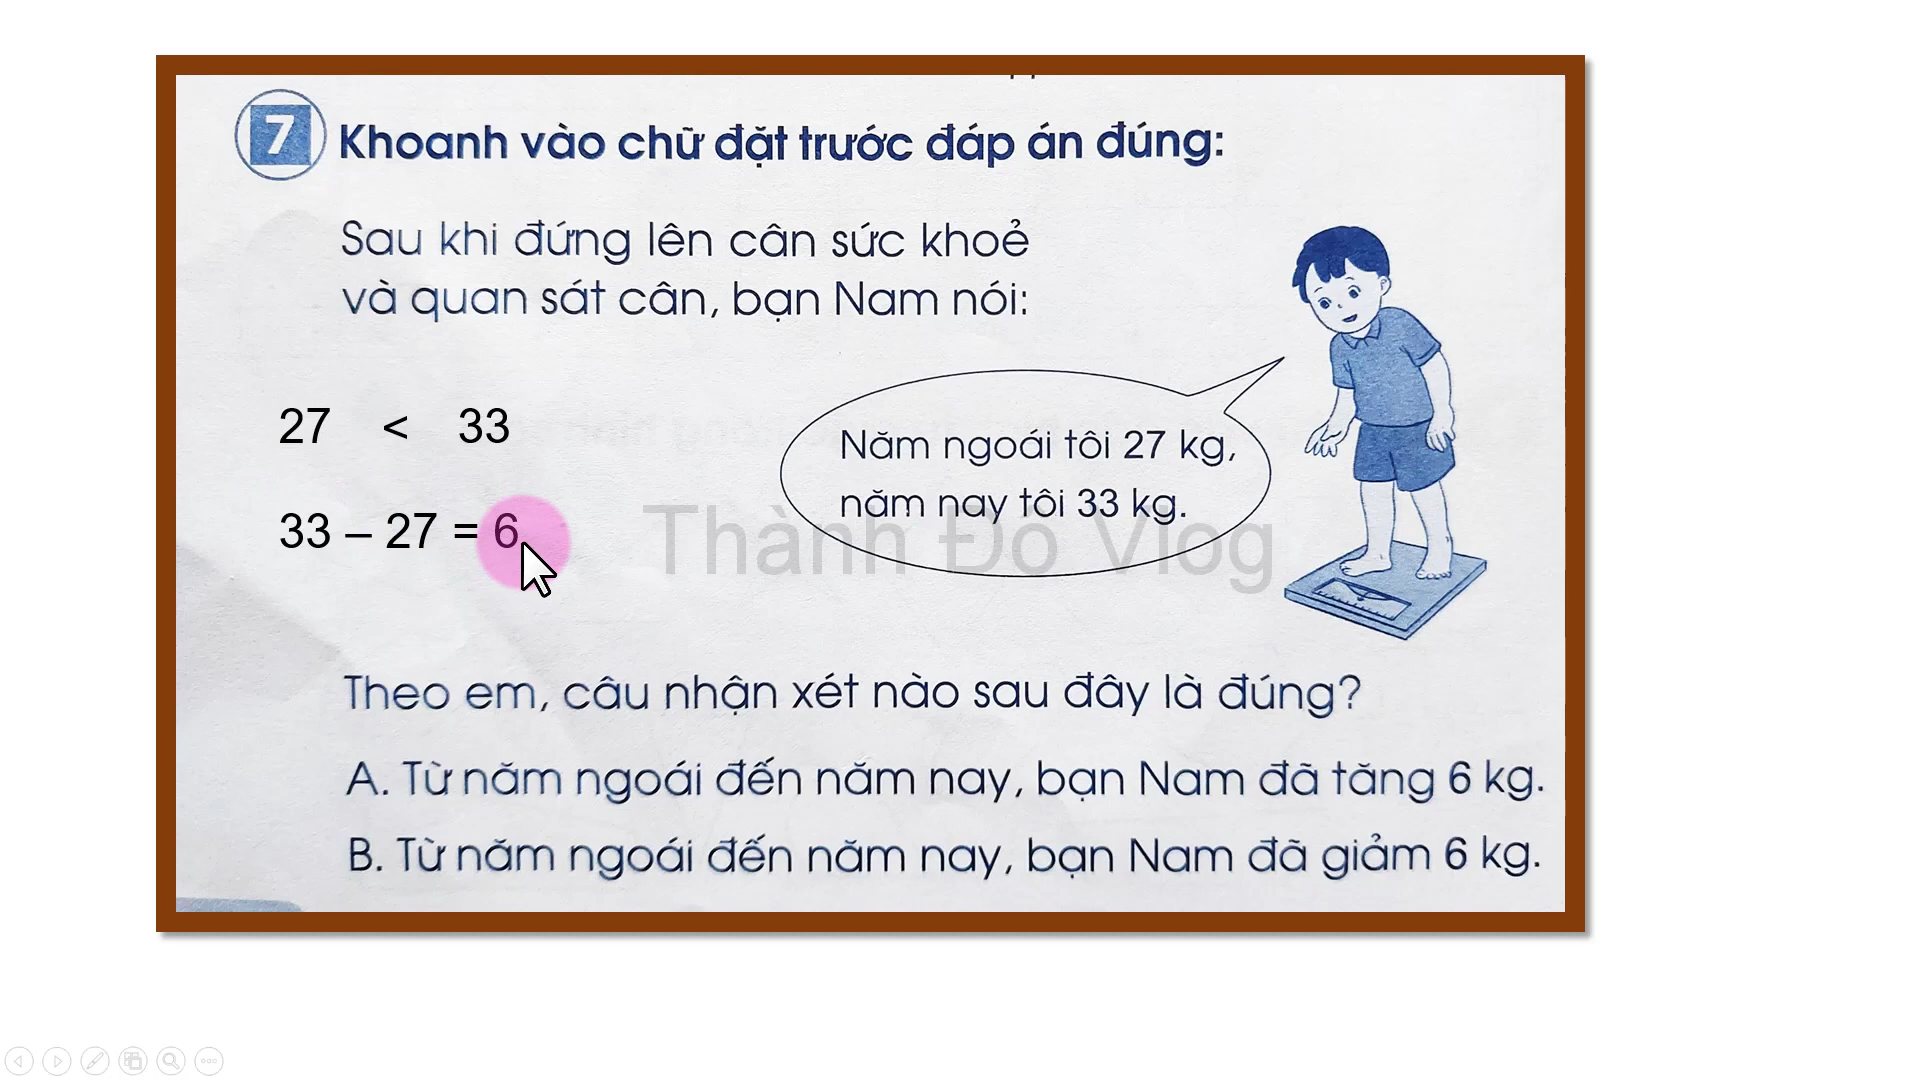 7 Khoanh vào chữ đặt trước đáp án đúng:
Sau khi đứng lên cân sức khoẻ
và quan sát cân, bạn Nam nói:
27 < 33
33 – 27 = 6
Năm ngoái tôi 27 kg,
năm nay tôi 33 kg.
Thành Đo Vlog
Theo em, câu nhận xét nào sau đây là đúng?
A. Từ năm ngoái đến năm nay, bạn Nam đã tăng 6 kg.
B. Từ năm ngoái đến năm nay, bạn Nam đã giảm 6 kg.